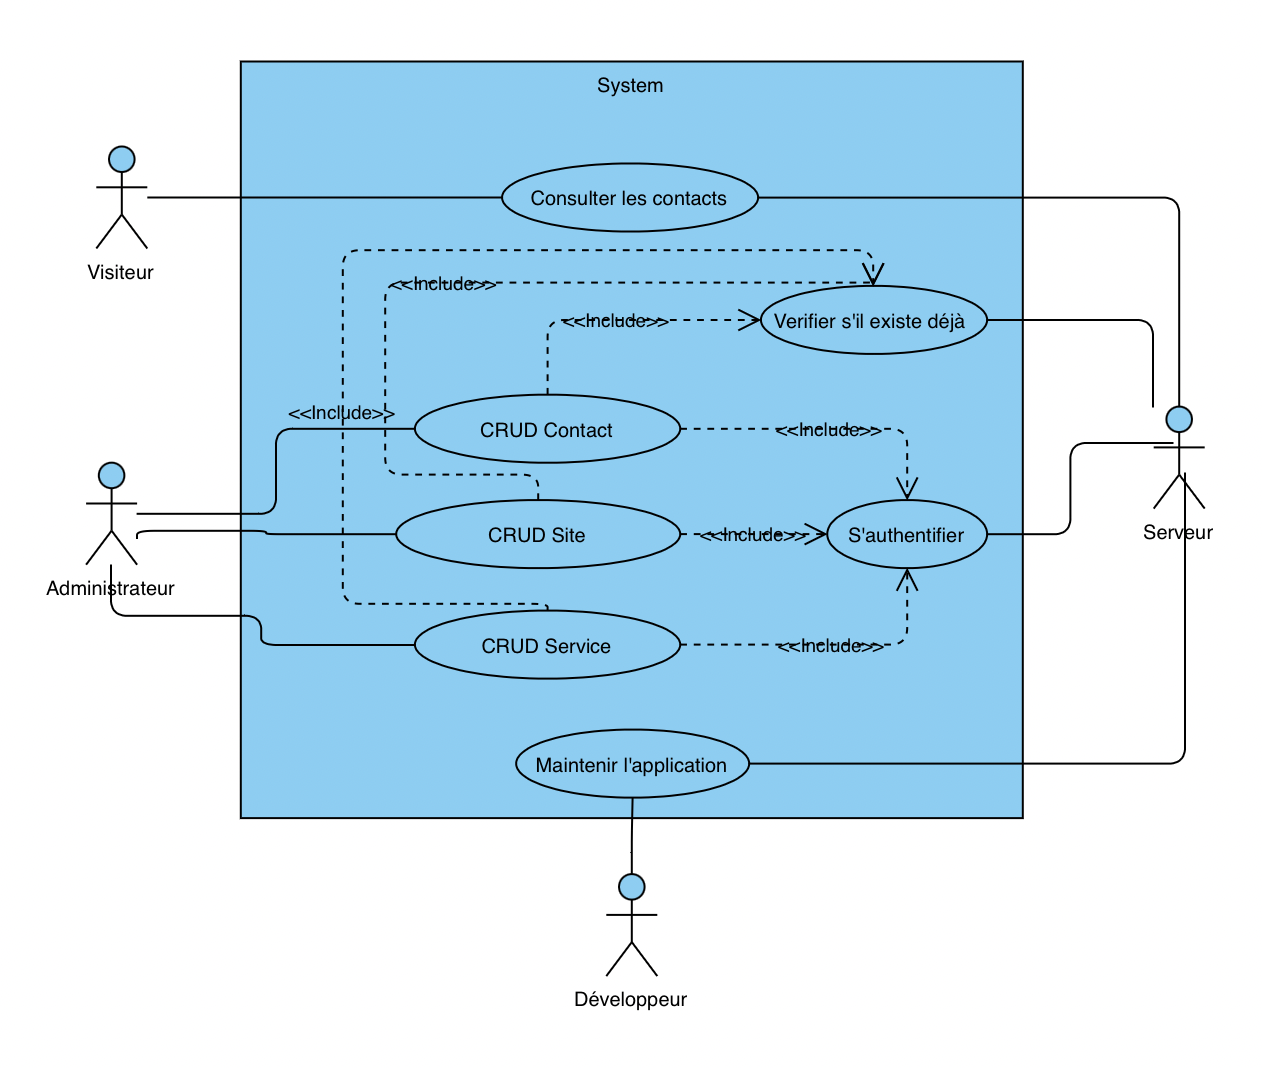 System
Consulter les contacts
Visiteur
<<Include>>
<<Include>>
Verifier s'il existe déjà
<<Include>>
CRUD Contact
<<Include>>
CRUD Site
<<Include>>
S'authentifier
Serveur
Administrateur
CRUD Service
<<Include>>
Maintenir l'application
Développeur